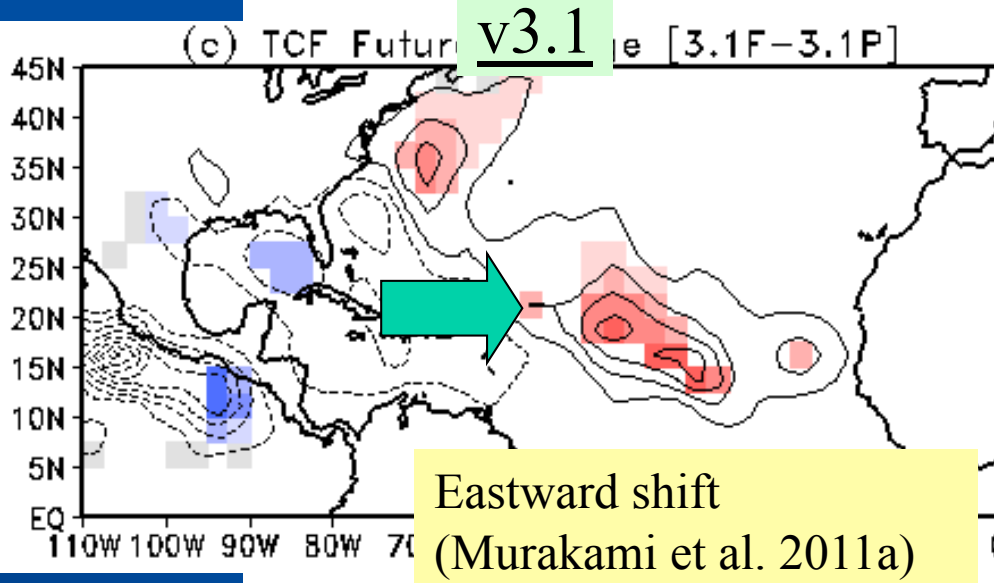 v3.1
(c) TCF Futur ge [3.1F−3.1P]
45N
40N
35N
30N
25N
20N
15N
10N
5N
EQ
110W 100W 90W 80W 7
Eastward shift
(Murakami et al. 2011a)